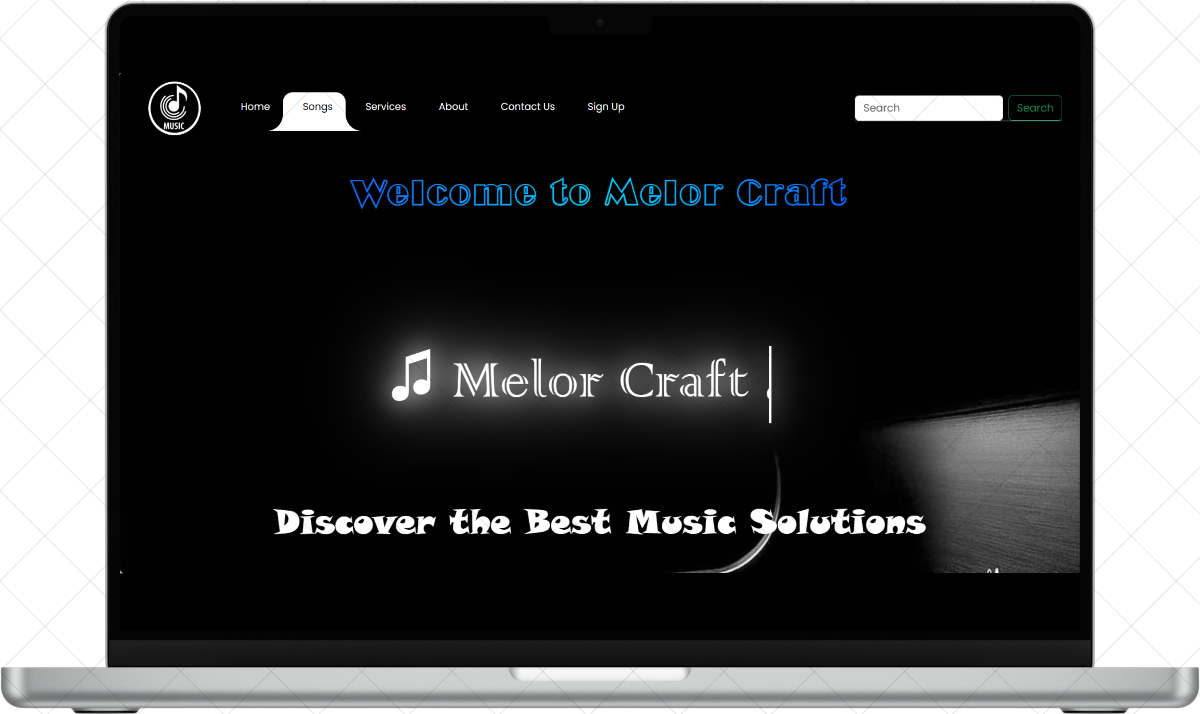 MUSIC
Home Songs Services About Contact Us Sign Up Search Search
Welcome to Melor Craft
Melor Craft
Discover the Best Music Solutions